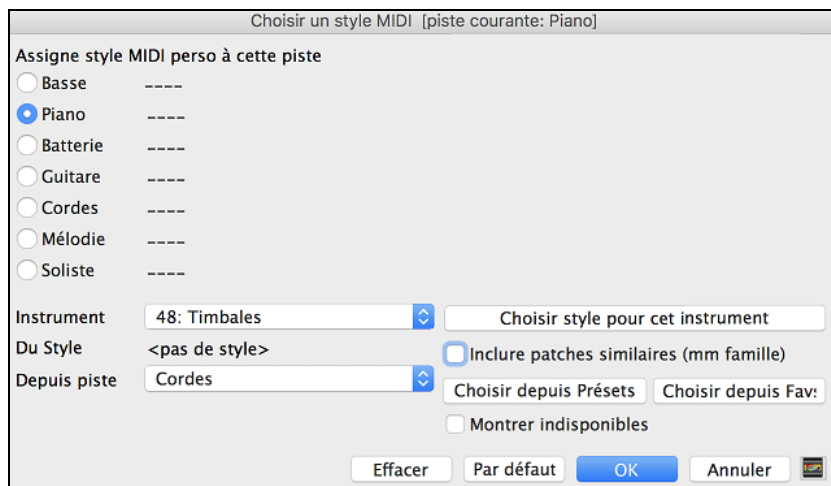 Choisir un style MIDI [piste courante: Piano]
Assigne style MIDI perso à cette piste
Basse ----
Piano ----
Batterie ----
Guitare ----
Cordes ----
Mélodie ----
Soliste ----
Instrument 48: Timbales Choisir style pour cet instrument
Du Style <pas de style> Inclure patches similaires (mm famille)
Depuis piste Cordes Choisir depuis Présets Choisir depuis Favs
Montrer indisponibles
Effacer Par défaut OK Annuler